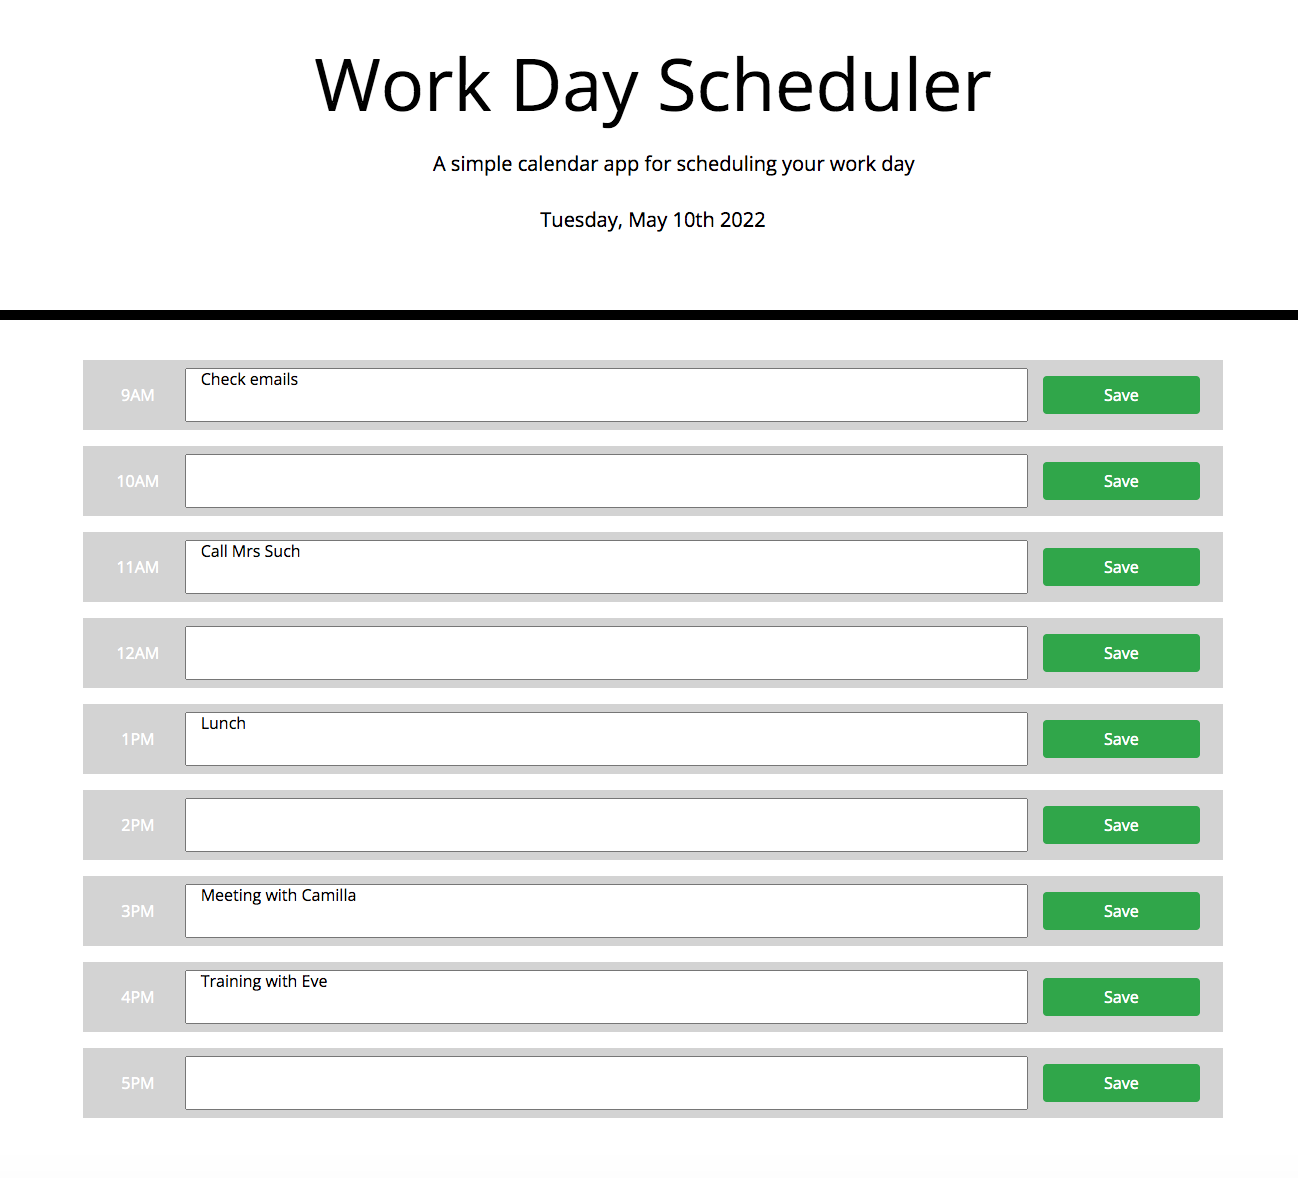 Work Day Scheduler
A simple calendar app for scheduling your work day
Tuesday, May 10th 2022
9AM Check emails Save
10AM Save
11AM Call Mrs Such Save
12AM Save
1PM Lunch Save
2PM Save
3PM Meeting with Camilla Save
4PM Training with Eve Save
5PM Save